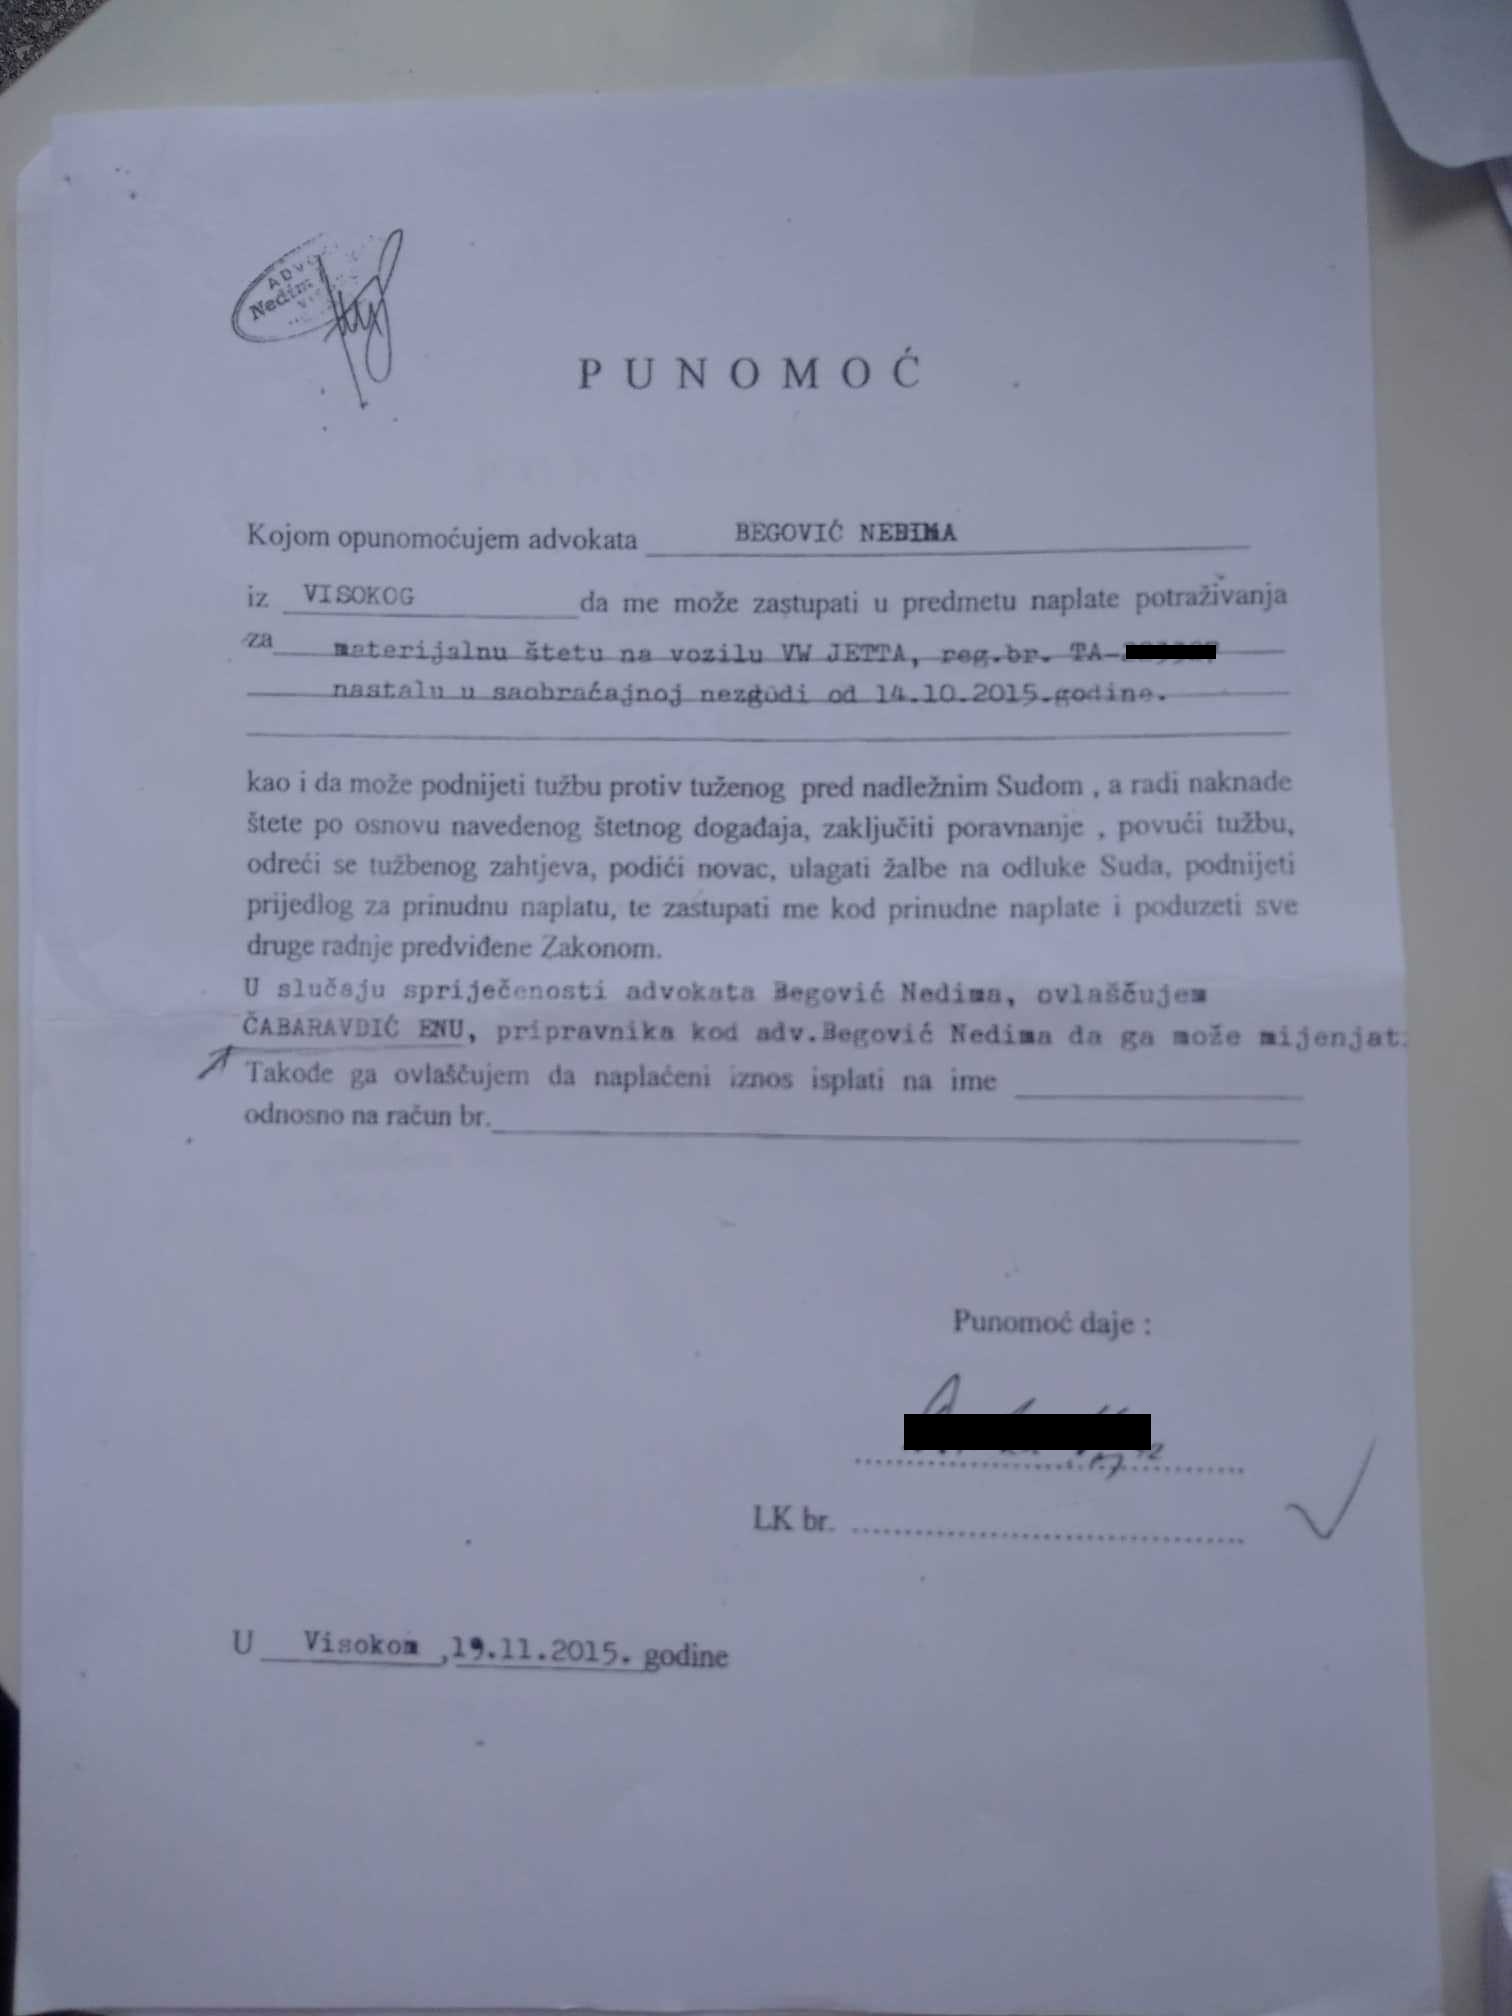 ADVO
Nedim
PUNOMOĆ
Kojom opunomoćujem advokata BEGOVIĆ NEDIMA
iz VISOKOG da me može zastupati u predmetu naplate potraživanja
za materijalnu štetu na vozilu VW JETTA, reg.br. TA-
nastalu u saobraćajnoj nezgodi od 14.10.2015.godine.
kao i da može podnijeti tužbu protiv tuženog pred nadležnim Sudom , a radi naknade
štete po osnovu navedenog štetnog događaja, zaključiti poravnanje , povući tužbu,
odreći se tužbenog zahtjeva, podići novac, ulagati žalbe na odluke Suda, podnijeti
prijedlog za prinudnu naplatu, te zastupati me kod prinudne naplate i poduzeti sve
druge radnje predviđene Zakonom.
U slučaju spriječenosti advokata Begović Nedima, ovlaščujem
ČABARAVDIĆ ENU, pripravnika kod adv.Begović Nedima da ga može mijenjati
Takođe ga ovlaščujem da naplaćeni iznos isplati na ime
odnosno na račun br.
Punomoć daje :
LK br.
U Visokom ,19.11.2015. godine